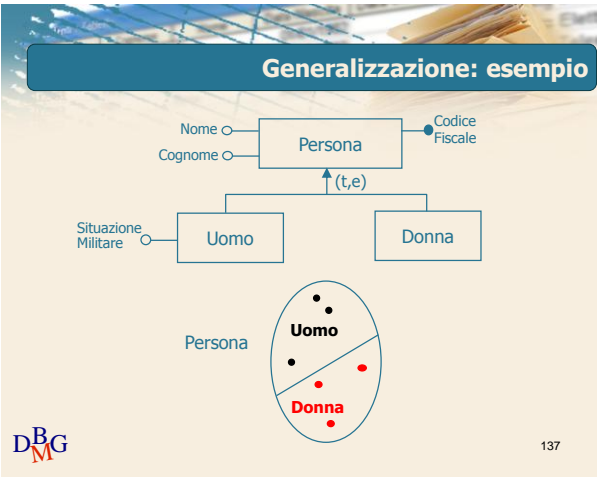 Generalizzazione: esempio
Nome
Cognome
Persona
Codice
Fiscale
(t,e)
Situazione
Militare
Uomo
Donna
Persona
Uomo
Donna
DBMG
137